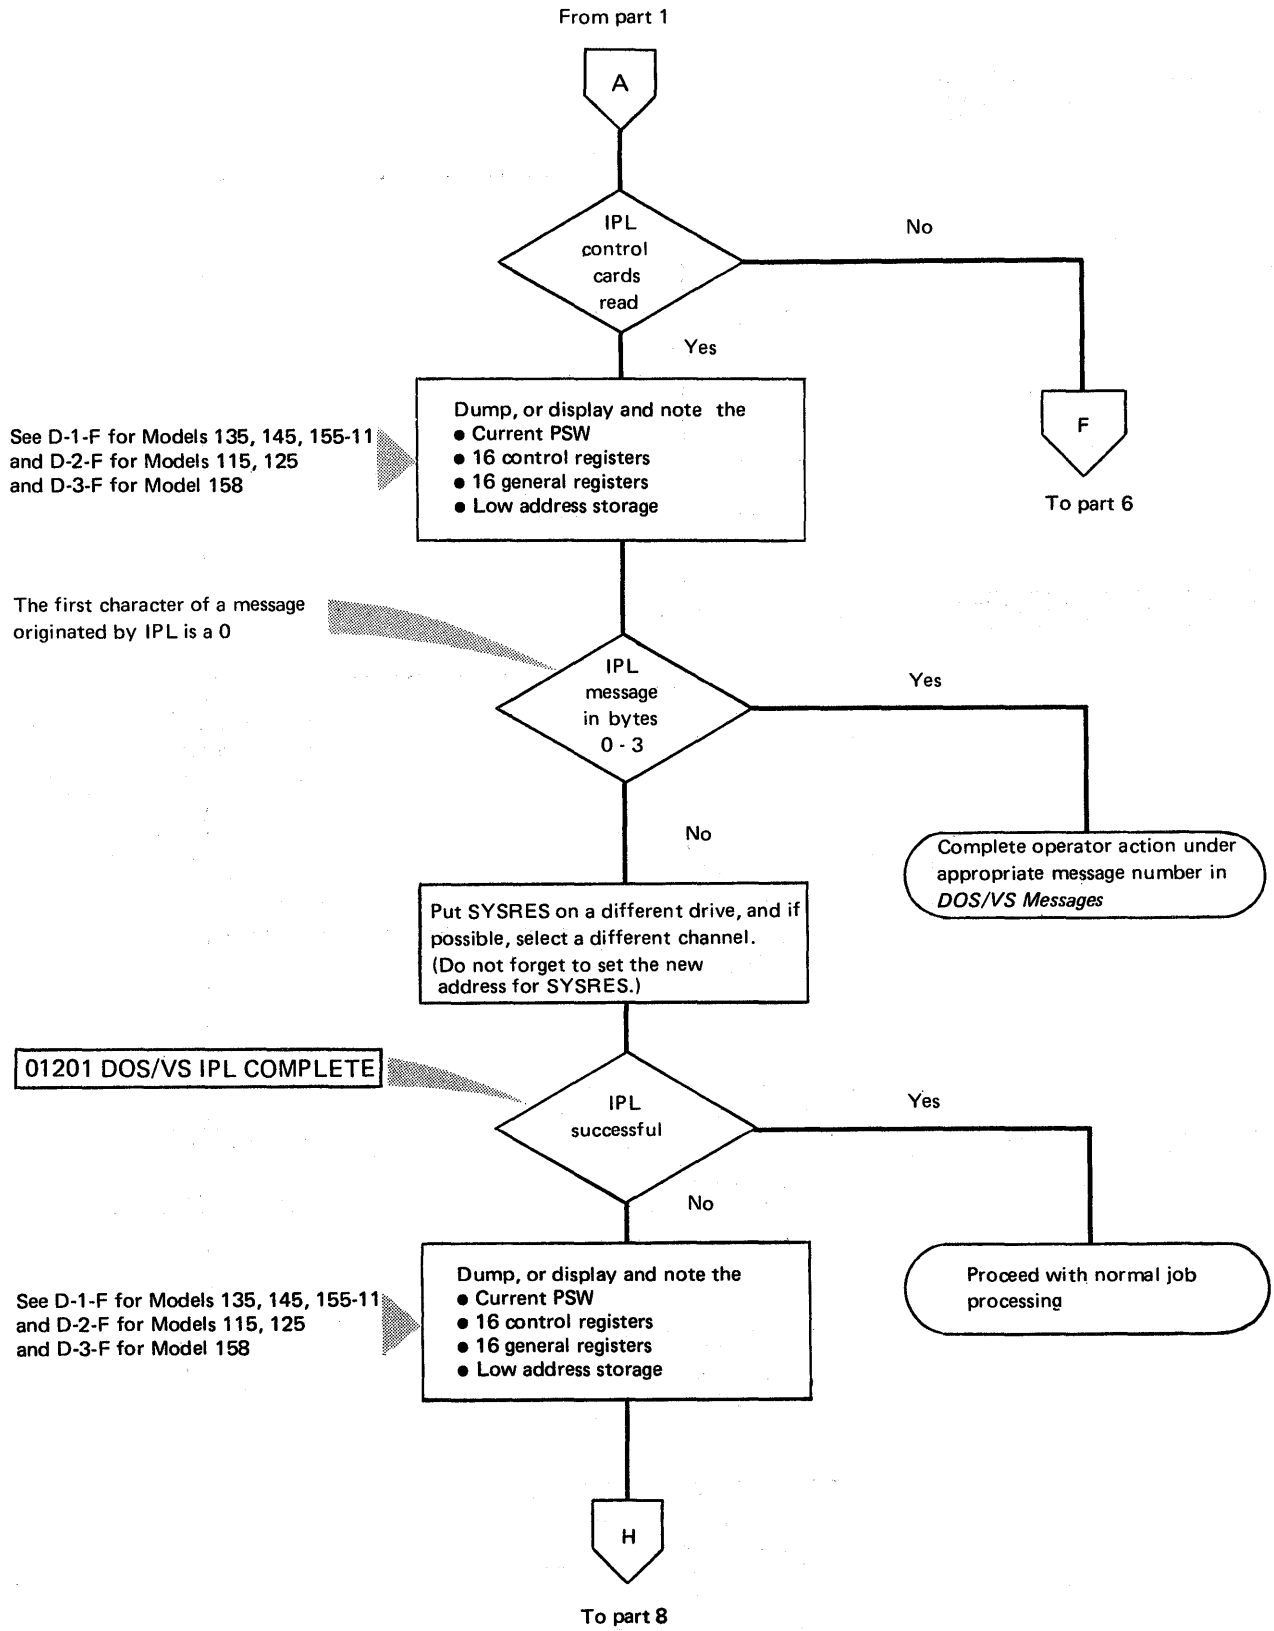 From part 1
A
IPL
control
cards
read
No
Yes
Dump, or display and note the
● Current PSW
● 16 control registers
● 16 general registers
● Low address storage
See D-1-F for Models 135, 145, 155-11
and D-2-F for Models 115, 125
and D-3-F for Model 158
F
To part 6
The first character of a message
originated by IPL is a 0
IPL
message
in bytes
0 - 3
Yes
No
Complete operator action under
appropriate message number in
DOS/VS Messages
Put SYSRES on a different drive, and if
possible, select a different channel.
(Do not forget to set the new
address for SYSRES.)
01201 DOS/VS IPL COMPLETE
IPL
successful
Yes
No
Proceed with normal job
processing
Dump, or display and note the
● Current PSW
● 16 control registers
● 16 general registers
● Low address storage
See D-1-F for Models 135, 145, 155-11
and D-2-F for Models 115, 125
and D-3-F for Model 158
H
To part 8